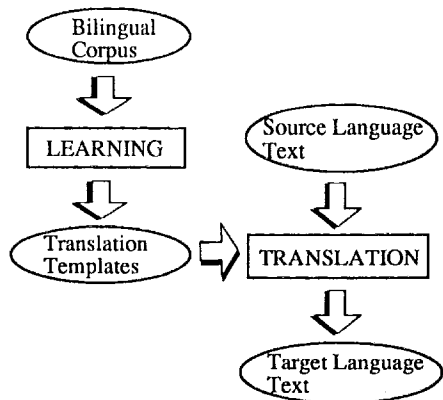 Bilingual
Corpus
LEARNING
Source Language
Text
Translation
Templates
TRANSLATION
Target Language
Text